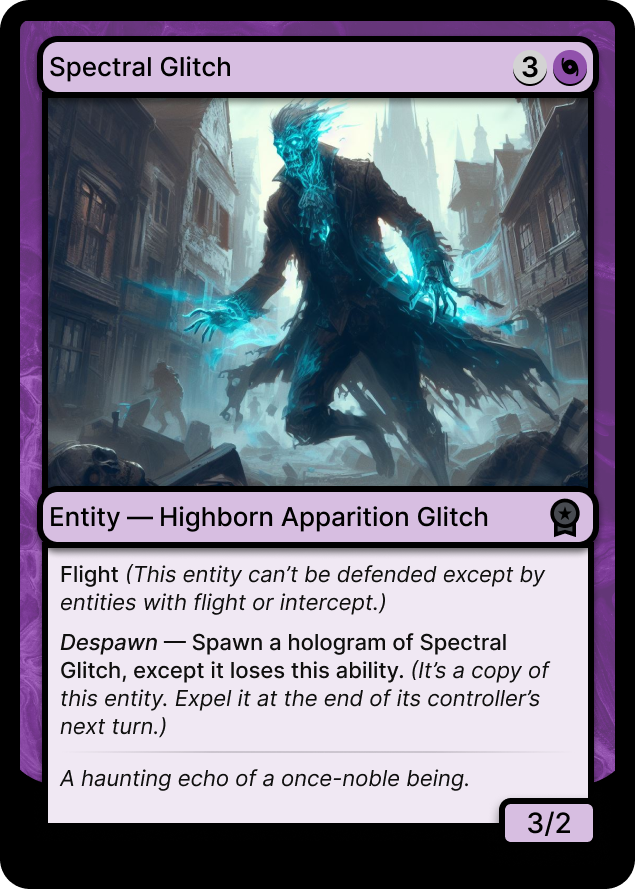 Spectral Glitch
3
Entity — Highborn Apparition Glitch
Flight (This entity can’t be defended except by
entities with flight or intercept.)
Despawn — Spawn a hologram of Spectral
Glitch, except it loses this ability. (It’s a copy of
this entity. Expel it at the end of its controller’s
next turn.)
A haunting echo of a once-noble being.
3/2